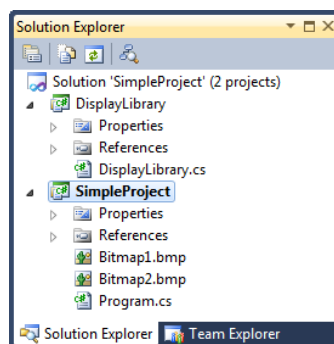 Solution Explorer
Solution 'SimpleProject' (2 projects)
DisplayLibrary
Properties
References
DisplayLibrary.cs
SimpleProject
Properties
References
Bitmap1.bmp
Bitmap2.bmp
Program.cs
Solution Explorer Team Explorer